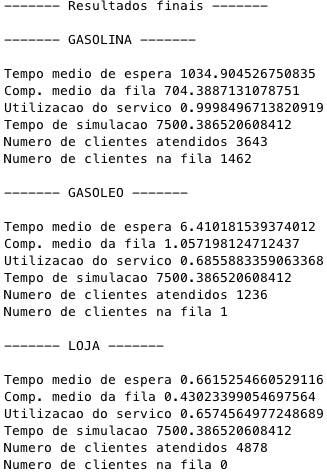 ------- Resultados finais -------
------- GASOLINA -------
Tempo medio de espera 1034.904526750835
Comp. medio da fila 704.3887131078751
Utilizacao do servico 0.9998496713820919
Tempo de simulacao 7500.386520608412
Numero de clientes atendidos 3643
Numero de clientes na fila 1462
------- GASOLEO -------
Tempo medio de espera 6.410181539374012
Comp. medio da fila 1.057198124712437
Utilizacao do servico 0.6855883359063368
Tempo de simulacao 7500.386520608412
Numero de clientes atendidos 1236
Numero de clientes na fila 1
------- LOJA -------
Tempo medio de espera 0.6615254660529116
Comp. medio da fila 0.43023399054697564
Utilizacao do servico 0.6574564977248689
Tempo de simulacao 7500.386520608412
Numero de clientes atendidos 4878
Numero de clientes na fila 0